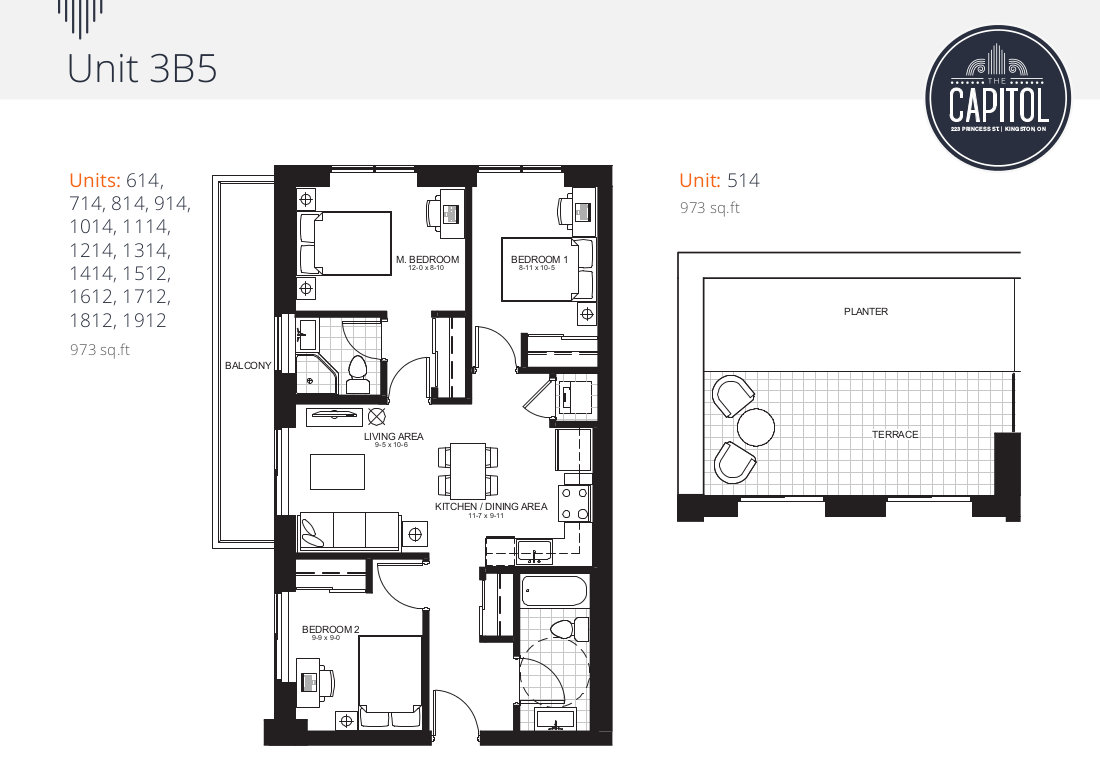 Unit 3B5
THE
CAPITOL
223 PRINCESS ST. | KINGSTON, ON
Units: 614,
714, 814, 914,
1014, 1114,
1214, 1314,
1414, 1512,
1612, 1712,
1812, 1912
973 sq.ft
Unit: 514
973 sq.ft
M. BEDROOM
12-0 x 8-10
BEDROOM 1
8-11 x 10-5
BALCONY
LIVING AREA
9-5 x 10-6
KITCHEN / DINING AREA
11-7 x 9-11
BEDROOM 2
9-9 x 9-0
PLANTER
TERRACE